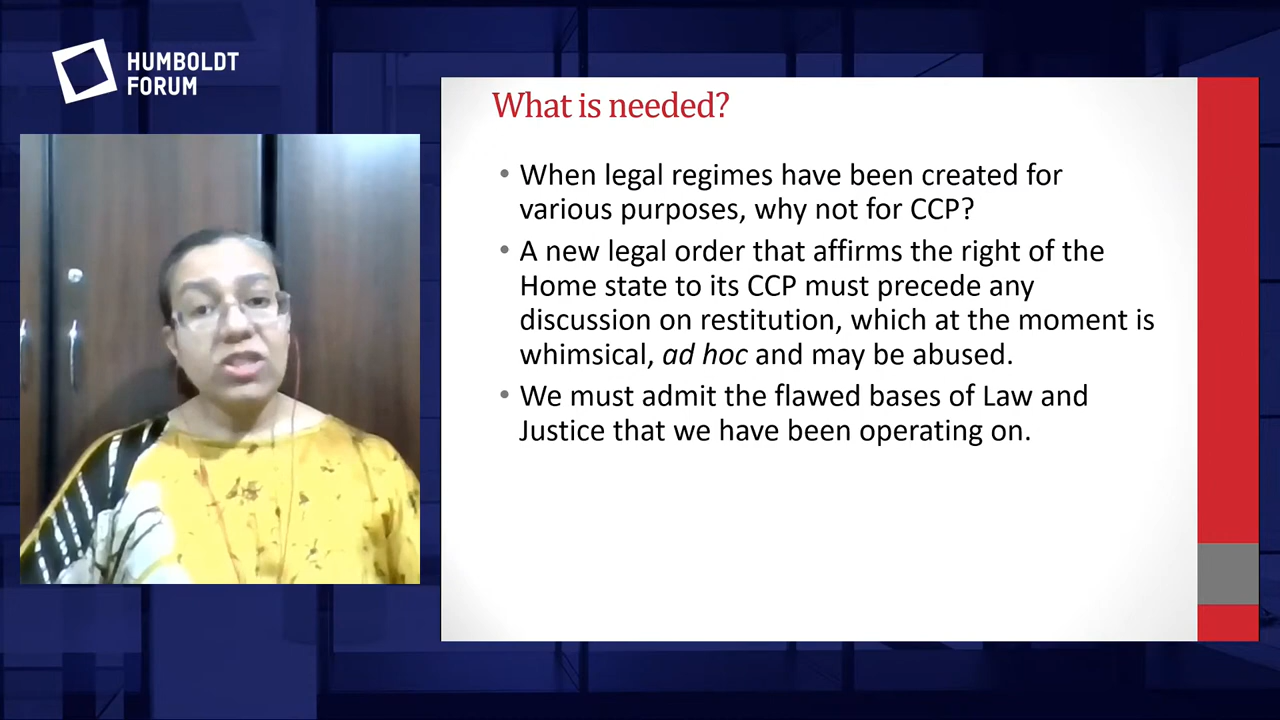 HUMBOLDT
FORUM
What is needed?
• When legal regimes have been created for
various purposes, why not for CCP?
• A new legal order that affirms the right of the
Home state to its CCP must precede any
discussion on restitution, which at the moment is
whimsical, ad hoc and may be abused.
• We must admit the flawed bases of Law and
Justice that we have been operating on.